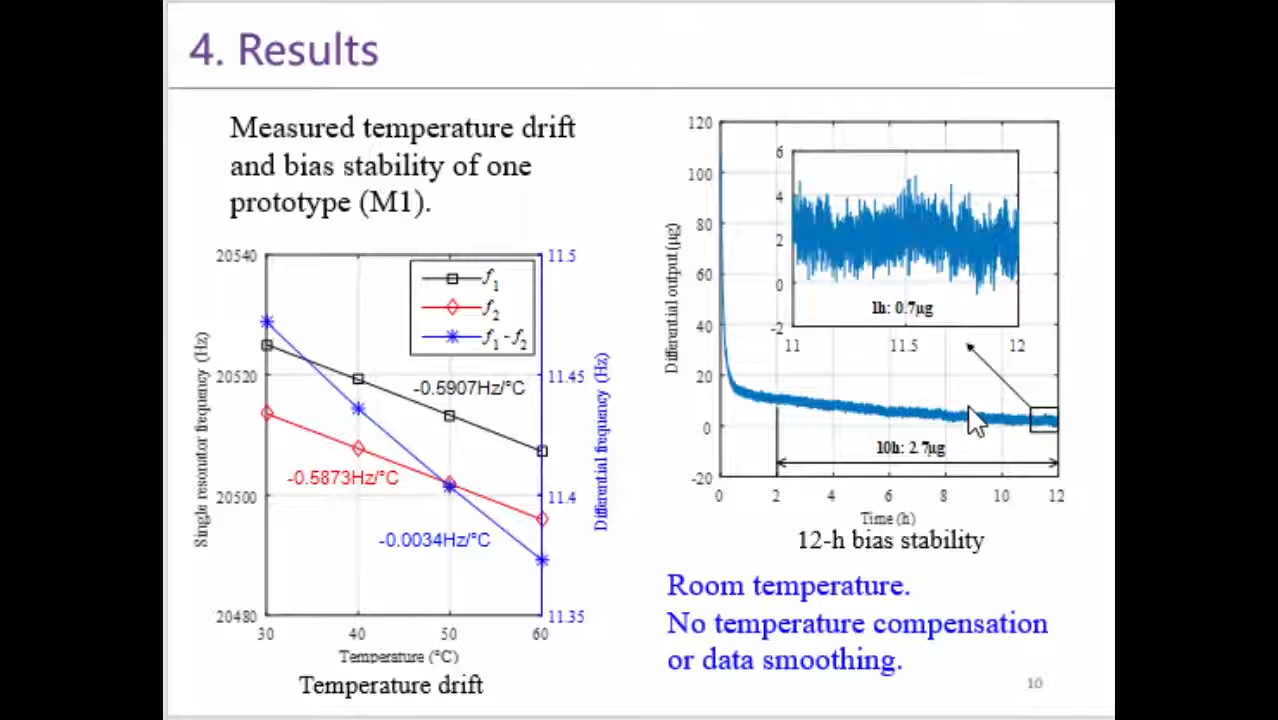 4. Results
Measured temperature drift
and bias stability of one
prototype (M1).
20540
20520
20500
20480
Single resonator frequency (Hz)
11.5
11.45
11.4
11.35
Differential frequency (Hz)
f1
f2
f1 - f2
-0.5907Hz/°C
-0.5873Hz/°C
-0.0034Hz/°C
30 40 50 60
Temperature (°C)
Temperature drift
120
100
80
60
40
20
0
-20
Differential output(μg)
6
4
2
0
-2
1h: 0.7μg
11 11.5 12
10h: 2.7μg
0 2 4 6 8 10 12
Time (h)
12-h bias stability
Room temperature.
No temperature compensation
or data smoothing.
10